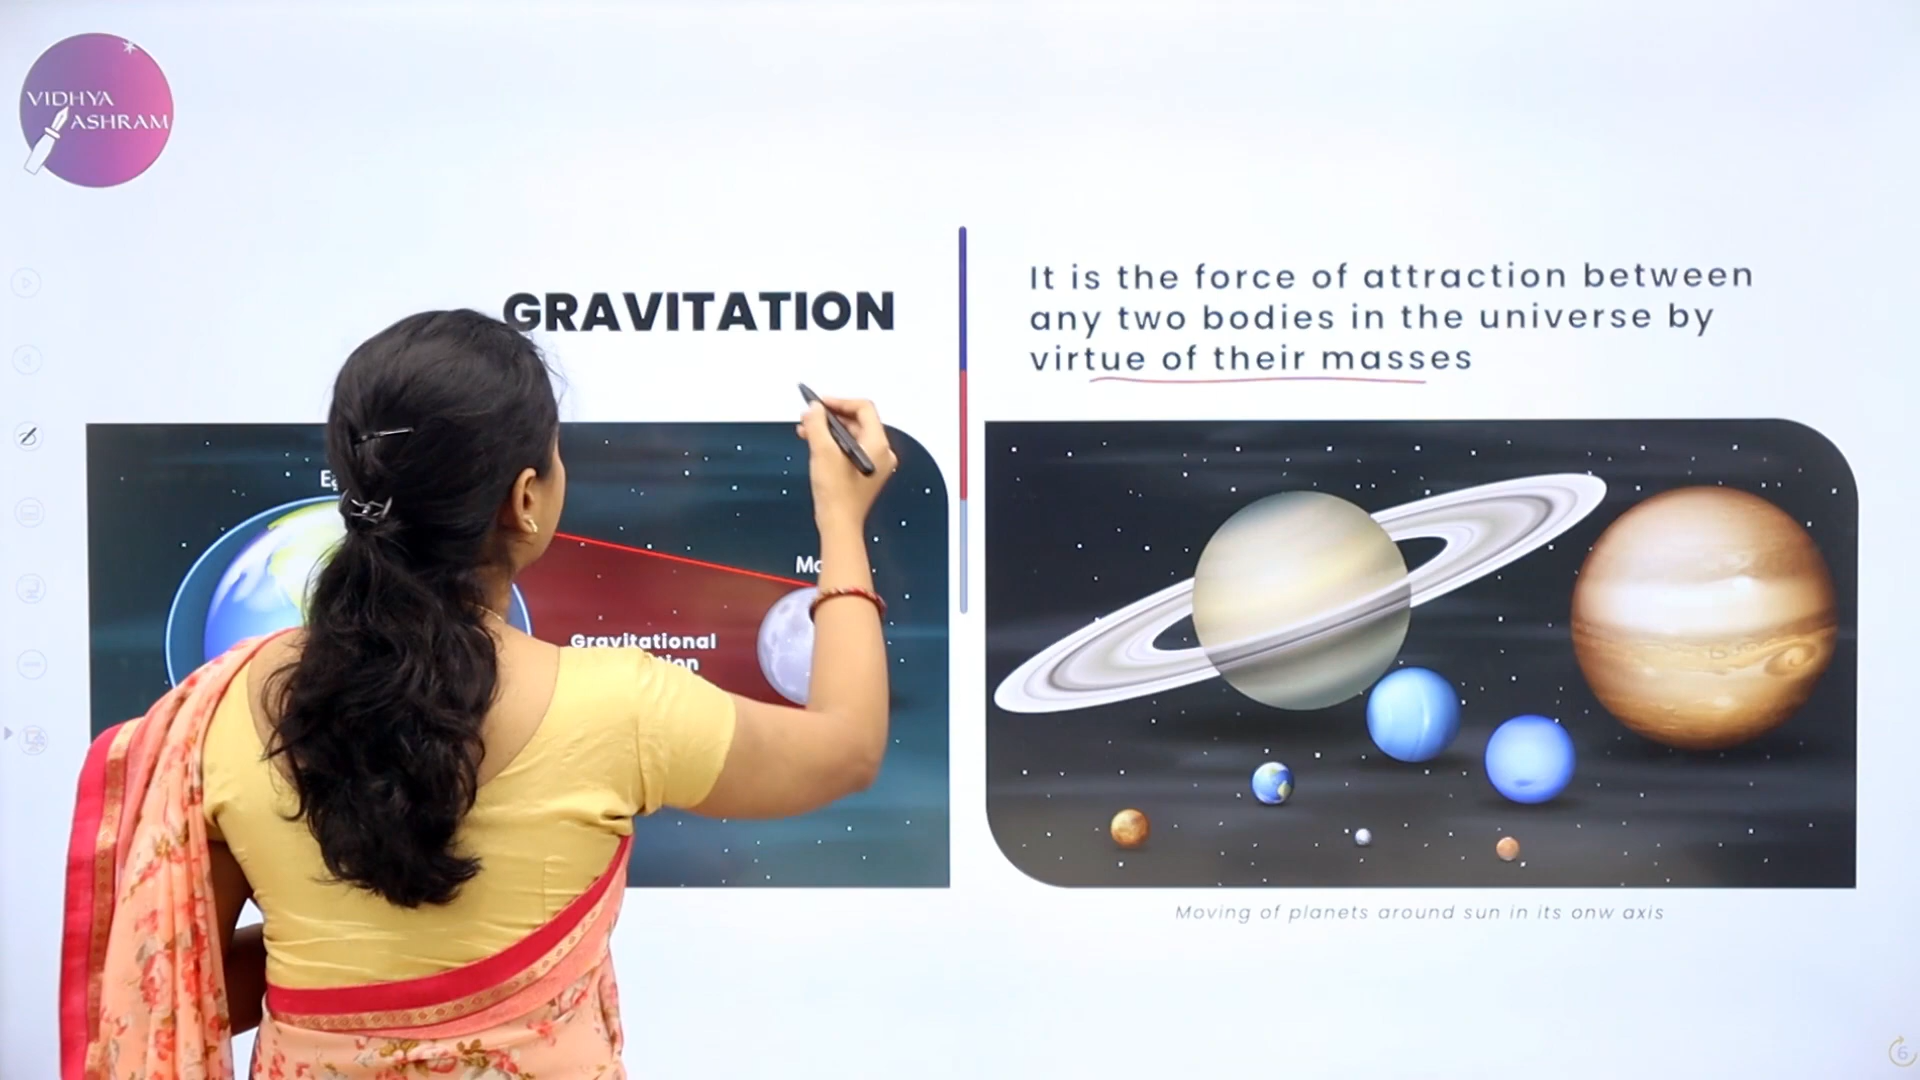 VIDHYA
ASHRAM
GRAVITATION
It is the force of attraction between
any two bodies in the universe by
virtue of their masses
Gravitational
Moving of planets around sun in its onw axis
6